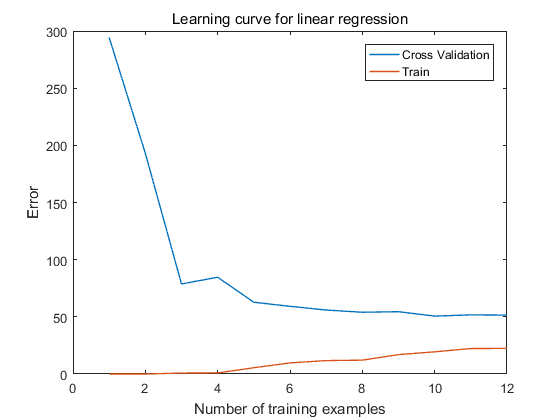 Learning curve for linear regression
300
250
200
150
100
50
0
Error
Cross Validation
Train
0 2 4 6 8 10 12
Number of training examples